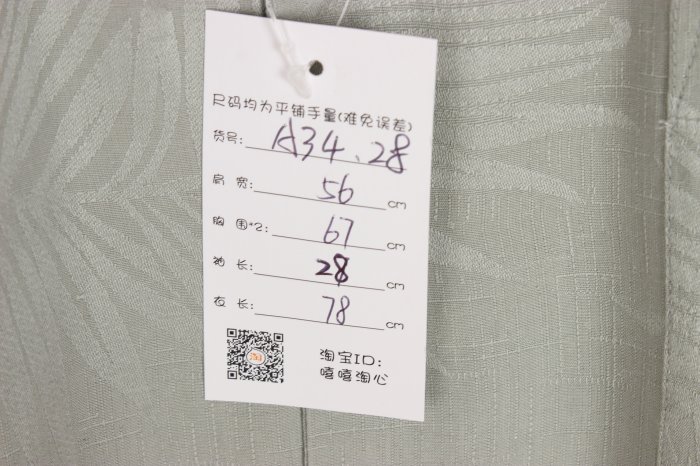 尺码均为平铺手量(难免误差)
货号: A34.28
肩 宽: 56 cm
胸 围*2: 67 cm
袖 长: 28 cm
衣 长: 78 cm
淘
淘宝ID:
嘻嘻淘心